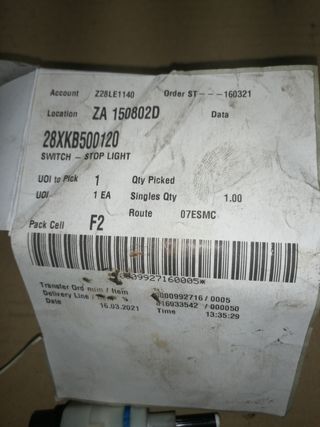 Account Z28LE1140 Order ST---160321
Location ZA 150802D Data
28XKB500120
SWITCH - STOP LIGHT
UOI to Pick 1 Qty Picked
UOI 1 EA Singles Qty 1.00
Route 07ESMC
Pack Cell F2
Transfer Ord num / Item 0000992716 / 0005
Delivery Line / 016933542 / 000050
Date 16.03.2021 Time 13:35:29